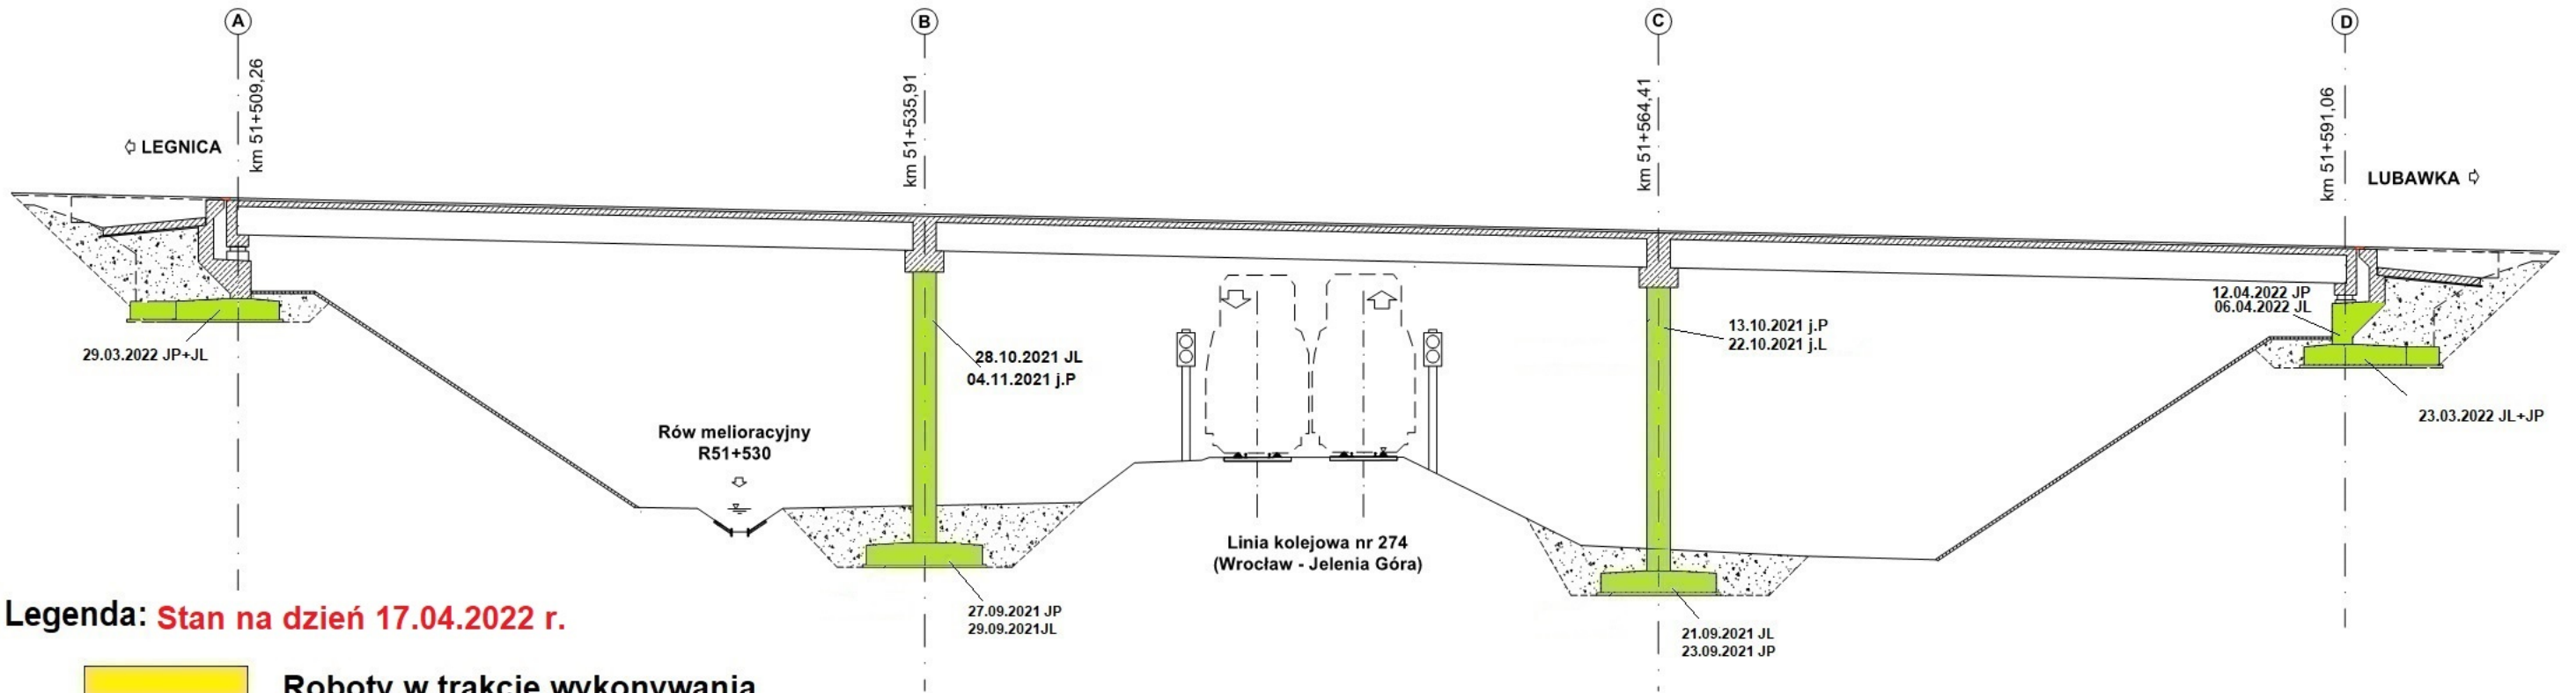 A
B
C
D
km 51+509,26
km 51+535,91
km 51+564,41
km 51+591,06
⇦ LEGNICA
LUBAWKA ⇨
29.03.2022 JP+JL
28.10.2021 JL
04.11.2021 j.P
13.10.2021 j.P
22.10.2021 j.L
12.04.2022 JP
06.04.2022 JL
23.03.2022 JL+JP
Rów melioracyjny
R51+530
Linia kolejowa nr 274
(Wrocław - Jelenia Góra)
27.09.2021 JP
29.09.2021JL
21.09.2021 JL
23.09.2021 JP
Legenda: Stan na dzień 17.04.2022 r.
Roboty w trakcie wykonywania